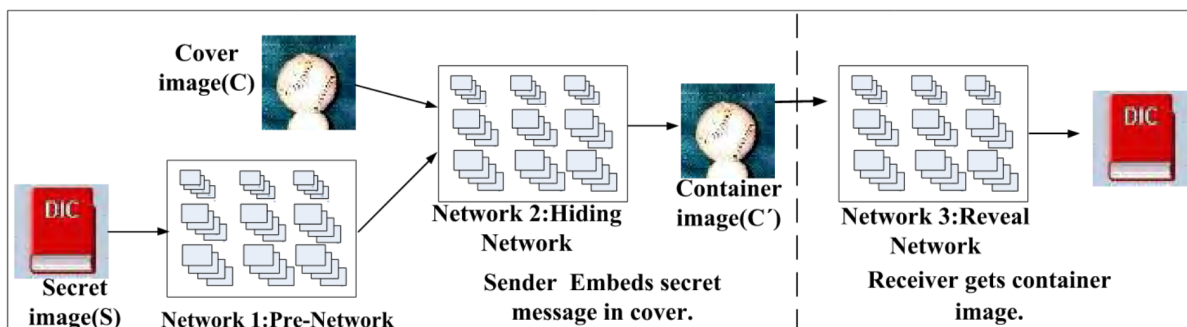 Cover
image(C)
DIC
Secret
image(S)
Network 1:Pre-Network
Network 2:Hiding
Network
Container
image(C´)
Sender Embeds secret
message in cover.
DIC
Network 3:Reveal
Network
Receiver gets container
image.